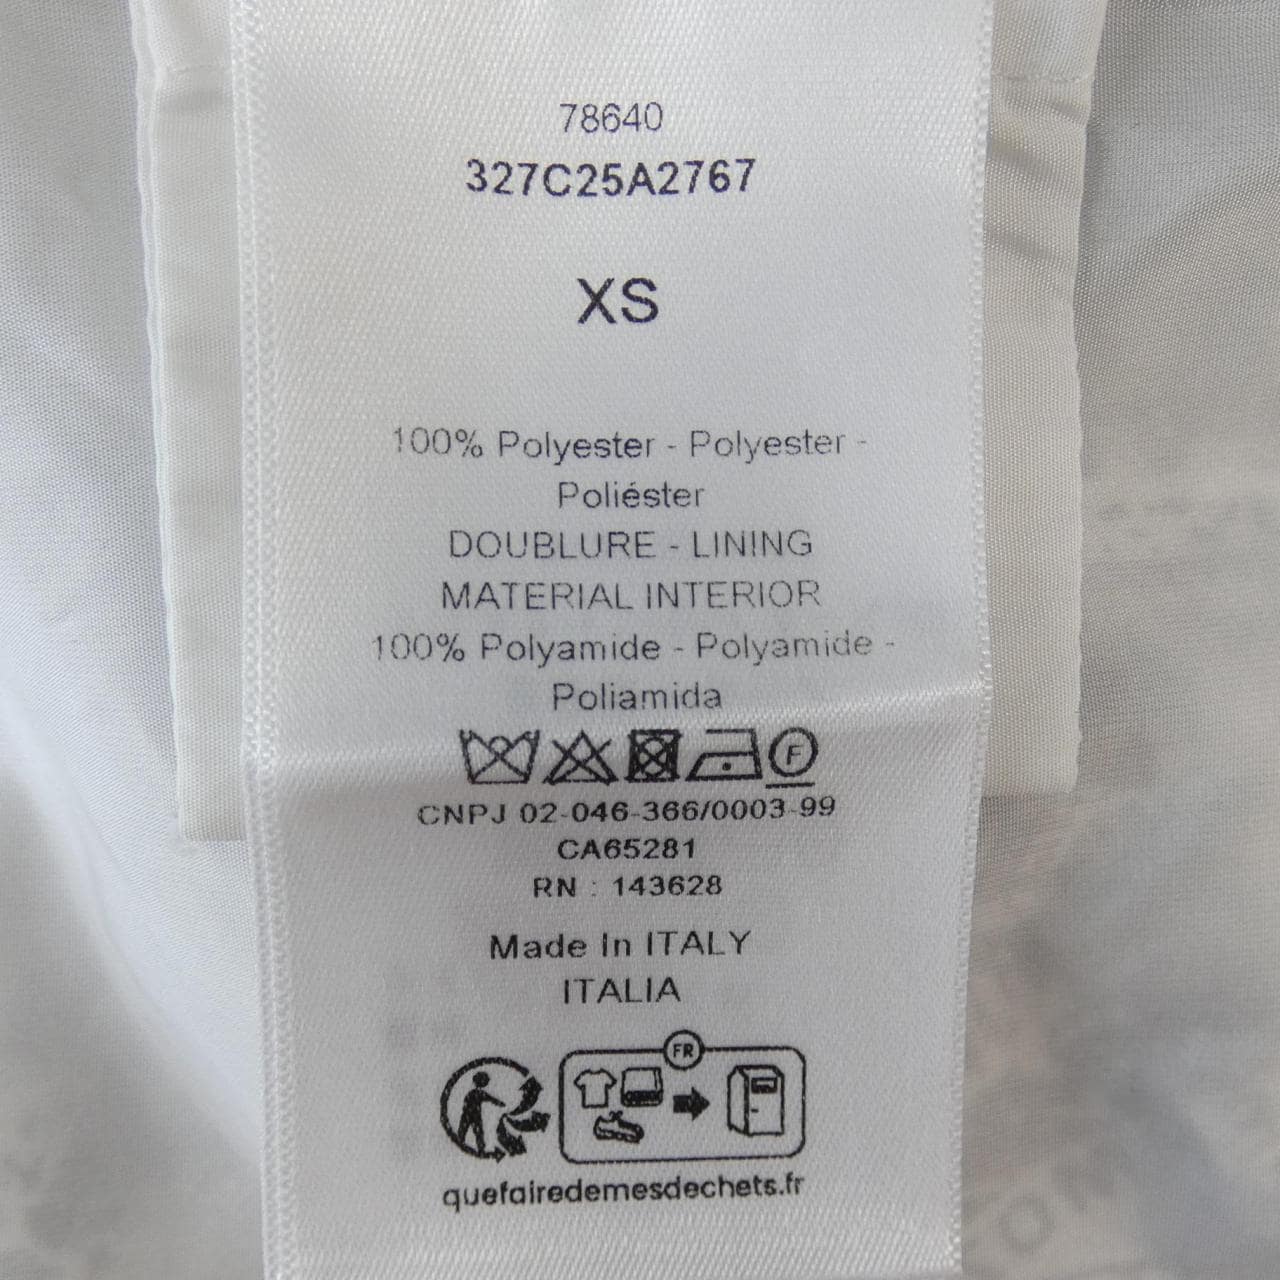 78640
327C25A2767
XS
100% Polyester - Polyester -
Poliéster
DOUBLURE - LINING
MATERIAL INTERIOR
100% Polyamide - Polyamide -
Poliamida
F
CNPJ 02-046-366/0003-99
CA65281
RN : 143628
Made In ITALY
ITALIA
FR
quefairedemesdechets.fr